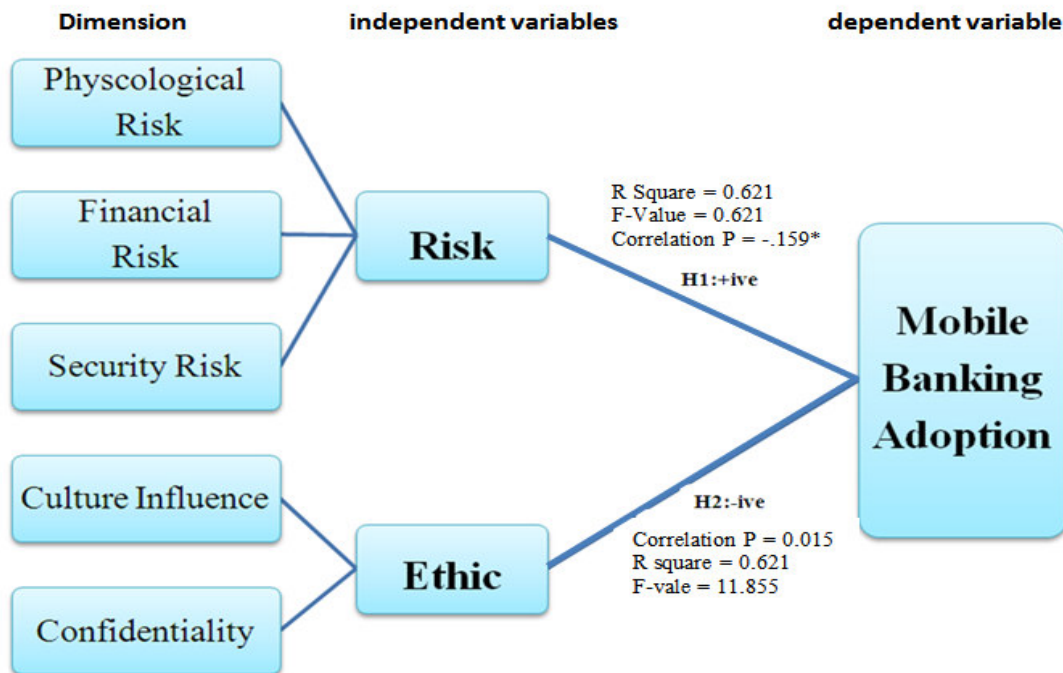 Dimension
independent variables
dependent variable
Physcological
Risk
Financial
Risk
Security Risk
Culture Influence
Confidentiality
Risk
Ethic
R Square = 0.621
F-Value = 0.621
Correlation P = -.159*
H1:+ive
H2:-ive
Correlation P = 0.015
R square = 0.621
F-vale = 11.855
Mobile
Banking
Adoption